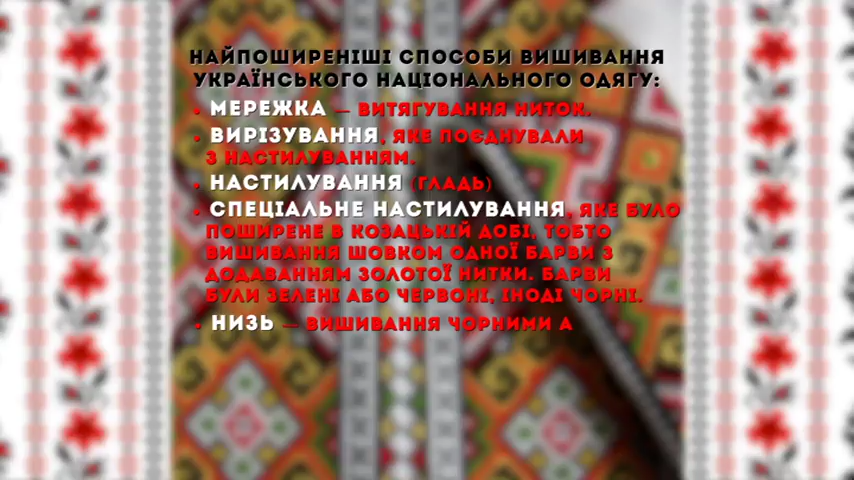 НАЙПОШИРЕНІШІ СПОСОБИ ВИШИВАННЯ
УКРАЇНСЬКОГО НАЦІОНАЛЬНОГО ОДЯГУ:
• МЕРЕЖКА — ВИТЯГУВАННЯ НИТОК.
• ВИРІЗУВАННЯ, ЯКЕ ПОЄДНУВАЛИ
З НАСТИЛУВАННЯМ.
• НАСТИЛУВАННЯ (ГЛАДЬ)
• СПЕЦІАЛЬНЕ НАСТИЛУВАННЯ, ЯКЕ БУЛО
ПОШИРЕНЕ В КОЗАЦЬКІЙ ДОБІ, ТОБТО
ВИШИВАННЯ ШОВКОМ ОДНОЇ БАРВИ З
ДОДАВАННЯМ ЗОЛОТОЇ НИТКИ. БАРВИ
БУЛИ ЗЕЛЕНІ АБО ЧЕРВОНІ, ІНОДІ ЧОРНІ.
• НИЗЬ — ВИШИВАННЯ ЧОРНИМИ А